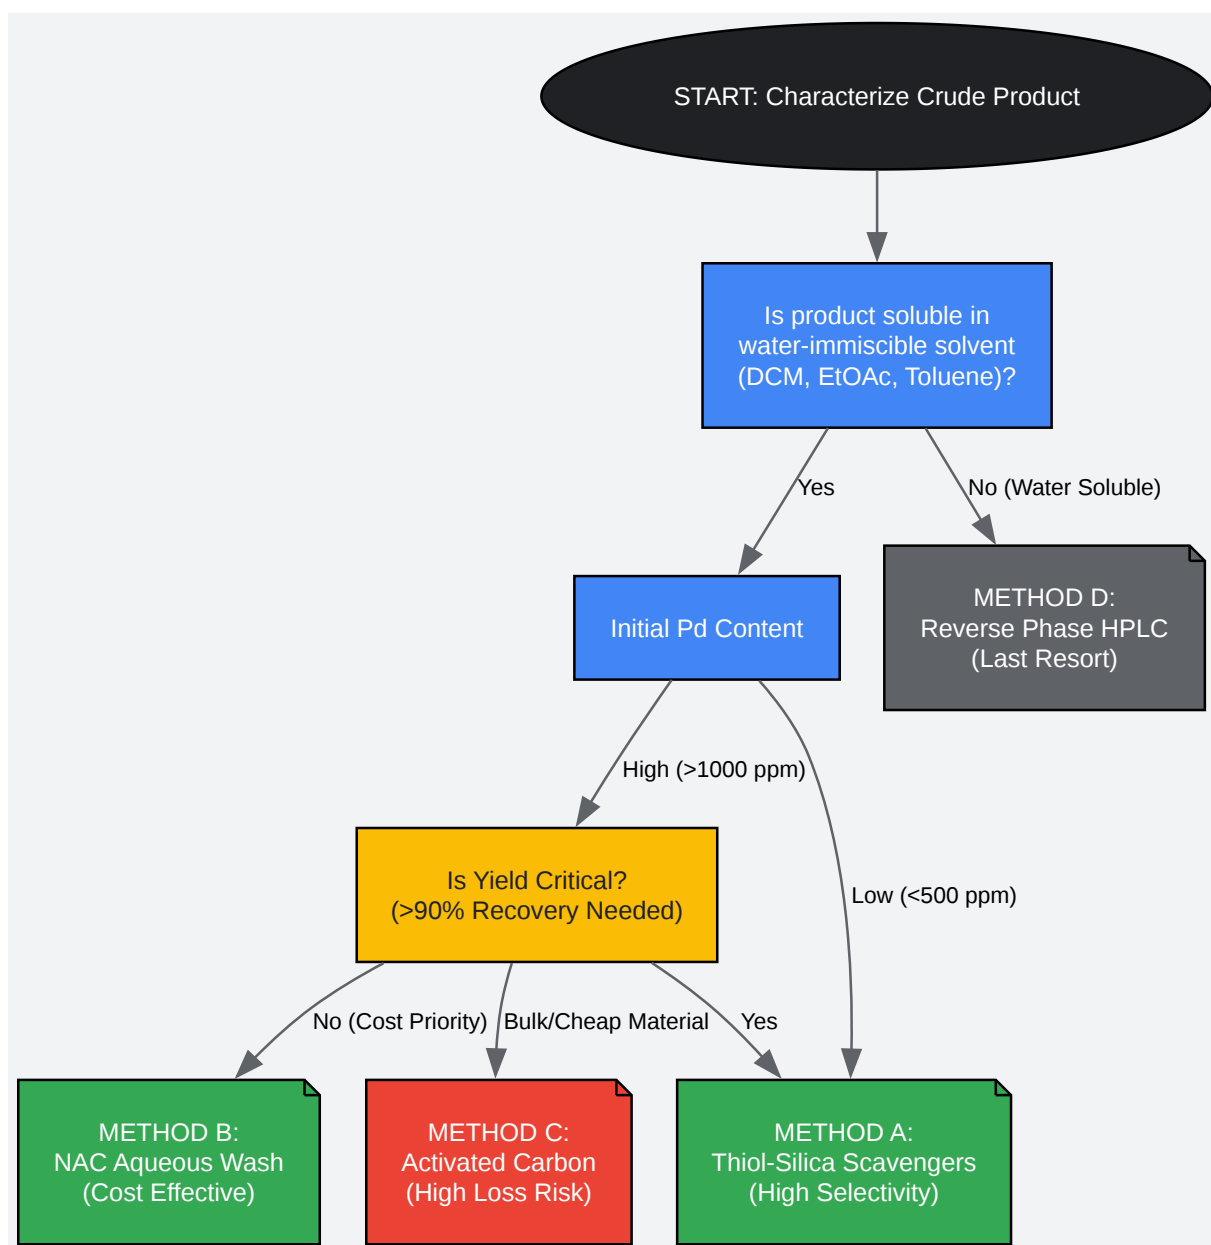 START: Characterize Crude Product
Is product soluble in
water-immiscible solvent
(DCM, EtOAc, Toluene)?
Yes
No (Water Soluble)
METHOD D:
Reverse Phase HPLC
(Last Resort)
Initial Pd Content
High (>1000 ppm)
Low (<500 ppm)
Is Yield Critical?
(>90% Recovery Needed)
No (Cost Priority)
Bulk/Cheap Material
Yes
METHOD B:
NAC Aqueous Wash
(Cost Effective)
METHOD C:
Activated Carbon
(High Loss Risk)
METHOD A:
Thiol-Silica Scavengers
(High Selectivity)